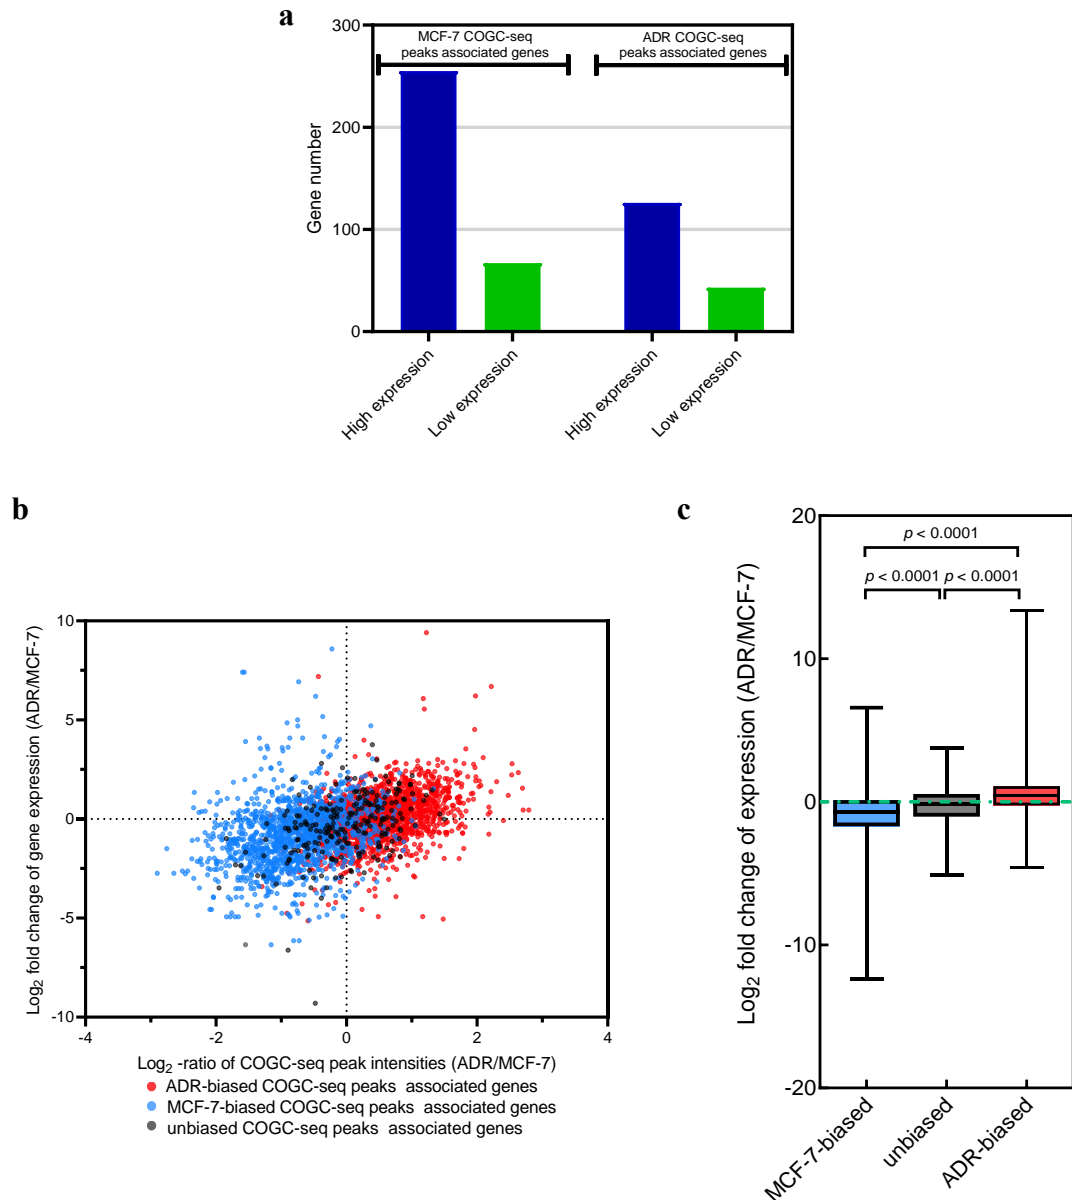 a
300
200
100
0
Gene number
MCF-7 COGC-seq
peaks associated genes
ADR COGC-seq
peaks associated genes
High expression
Low expression
High expression
Low expression
b
Log2 fold change of gene expression (ADR/MCF-7)
10
5
0
-5
-10
-4
-2
0
2
4
Log2 -ratio of COGC-seq peak intensities (ADR/MCF-7)
ADR-biased COGC-seq peaks associated genes
MCF-7-biased COGC-seq peaks associated genes
unbiased COGC-seq peaks associated genes
c
Log2 fold change of expression (ADR/MCF-7)
20
10
0
-10
-20
p < 0.0001
p < 0.0001
p < 0.0001
MCF-7-biased
unbiased
ADR-biased